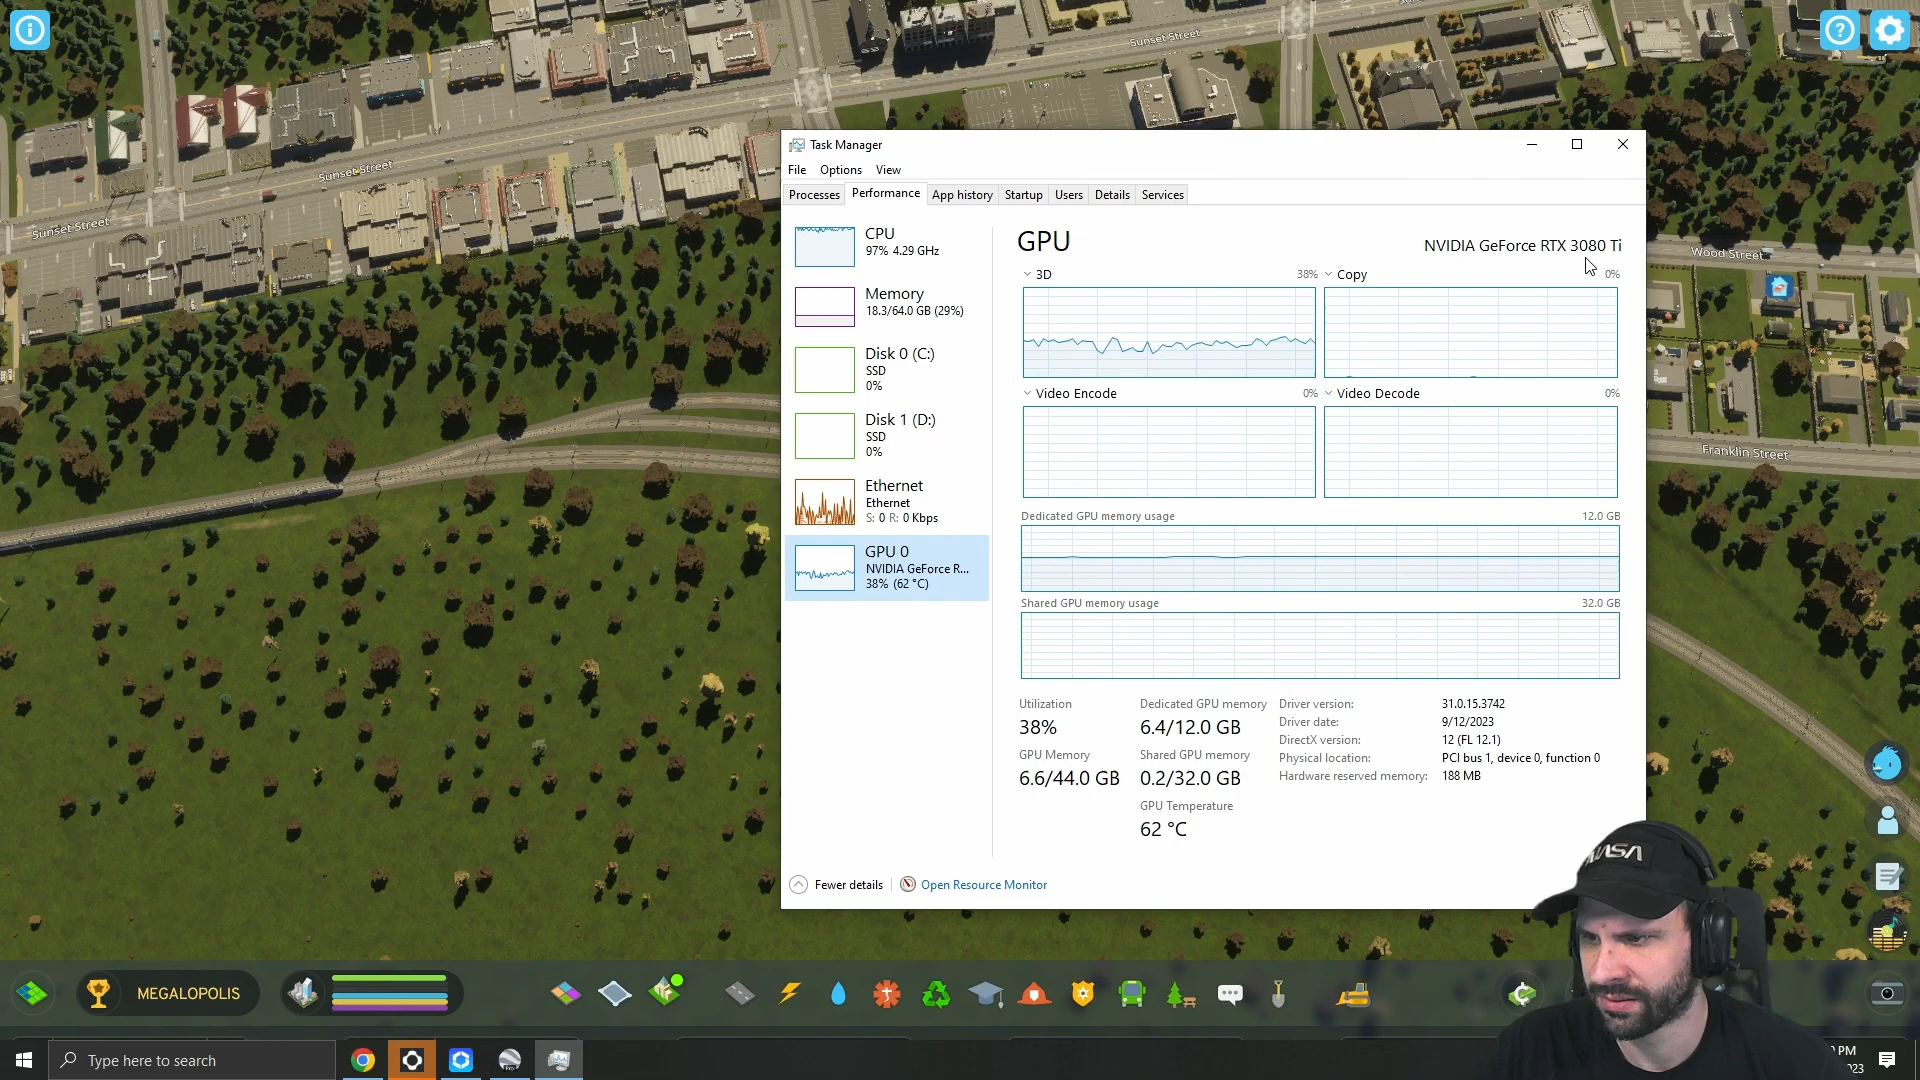 Sunset Street
Sunset Street
Sunset Street
Wood Street
Franklin Street
Task Manager
File Options View
Processes Performance App history Startup Users Details Services
CPU
97% 4.29 GHz
Memory
18.3/64.0 GB (29%)
Disk 0 (C:)
SSD
0%
Disk 1 (D:)
SSD
0%
Ethernet
Ethernet
S: 0 R: 0 Kbps
GPU 0
NVIDIA GeForce R...
38% (62 °C)
GPU NVIDIA GeForce RTX 3080 Ti
3D 38% Copy 0%
Video Encode 0% Video Decode 0%
Dedicated GPU memory usage 12.0 GB
Shared GPU memory usage 32.0 GB
Utilization
38%
GPU Memory
6.6/44.0 GB
Dedicated GPU memory
6.4/12.0 GB
Shared GPU memory
0.2/32.0 GB
GPU Temperature
62 °C
Driver version: 31.0.15.3742
Driver date: 9/12/2023
DirectX version: 12 (FL 12.1)
Physical location: PCI bus 1, device 0, function 0
Hardware reserved memory: 188 MB
Fewer details Open Resource Monitor
NASA
MEGALOPOLIS
Type here to search
PM